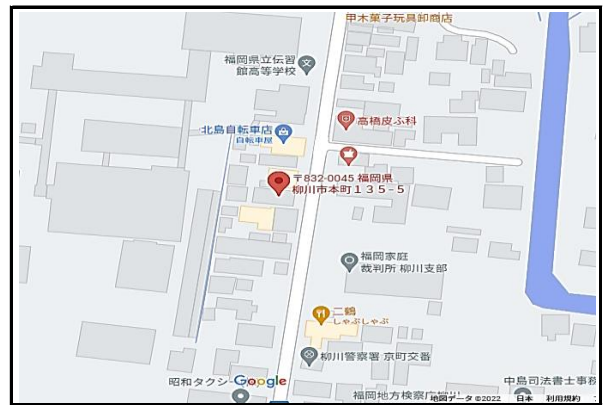 甲木菓子玩具卸商店
福岡県立伝習
館高等学校
高橋皮ふ科
北島自転車店
自転車屋
〒832-0045 福岡県
柳川市本町１３５−５
福岡家庭
裁判所 柳川支部
二鶴
しゃぶしゃぶ
柳川警察署 京町交番
昭和タクシ
Google
中島司法書士事務
福岡地方検察庁柳川
地図データ ©2022 日本 利用規約